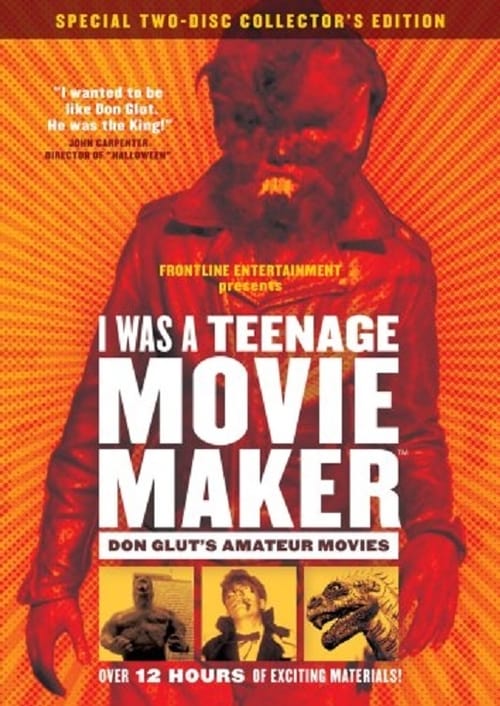 SPECIAL TWO-DISC COLLECTOR'S EDITION
"I wanted to be
like Don Glut.
He was the King!"
JOHN CARPENTER
DIRECTOR OF "HALLOWEEN"
FRONTLINE ENTERTAINMENT
presents
I WAS A TEENAGE
MOVIE
MAKER™
DON GLUT'S AMATEUR MOVIES
OVER 12 HOURS OF EXCITING MATERIALS!